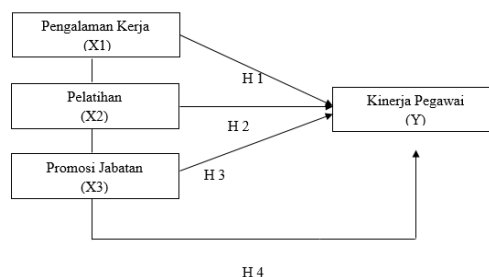 Pengalaman Kerja
(X1)
H 1
Pelatihan
(X2)
Kinerja Pegawai
(Y)
H 2
Promosi Jabatan
(X3)
H 3
H 4